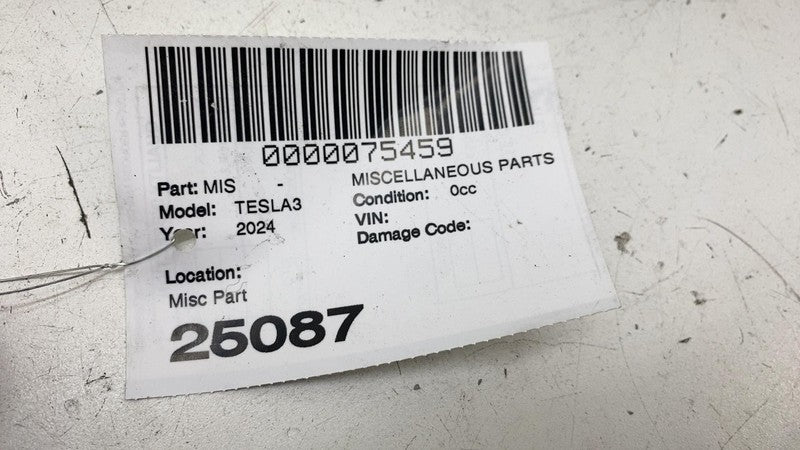 0000075459
Part: MIS - MISCELLANEOUS PARTS
Model: TESLA3 Condition: 0cc
Year: 2024 VIN:
Damage Code:
Location:
Misc Part
25087